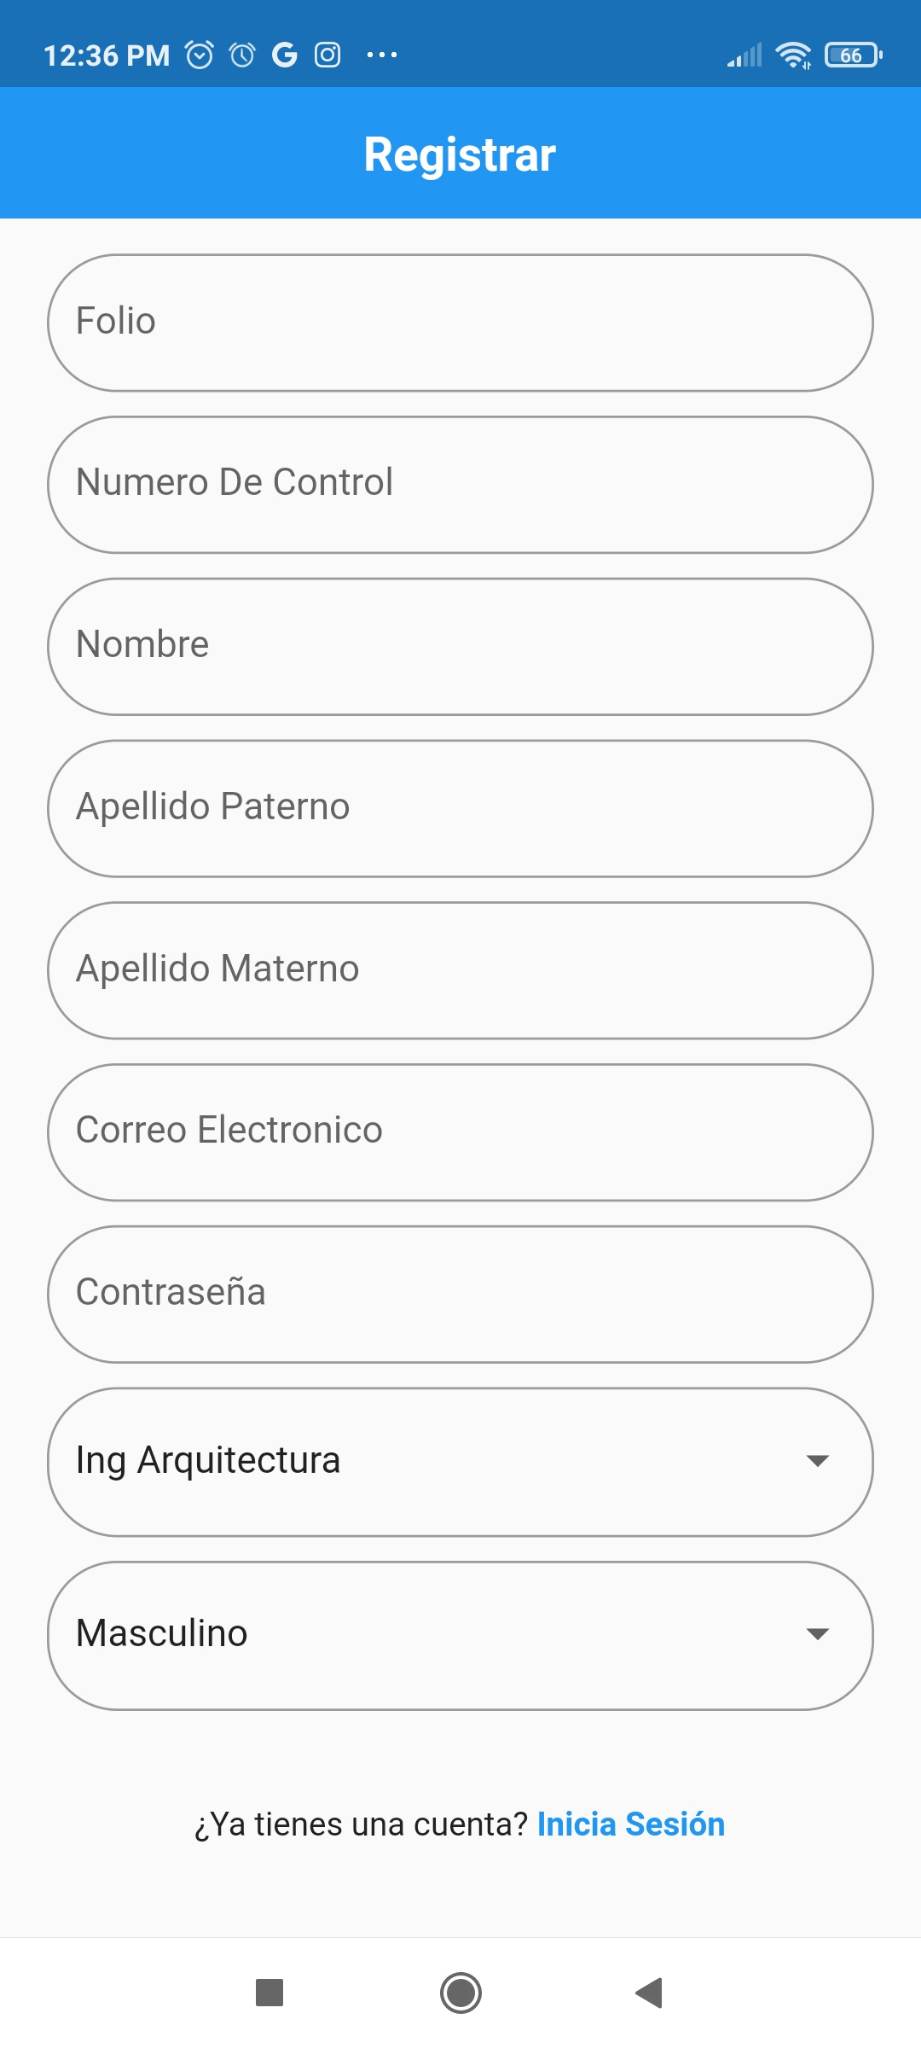 12:36 PM
66
Registrar
Folio
Numero De Control
Nombre
Apellido Paterno
Apellido Materno
Correo Electronico
Contraseña
Ing Arquitectura
Masculino
¿Ya tienes una cuenta? Inicia Sesión